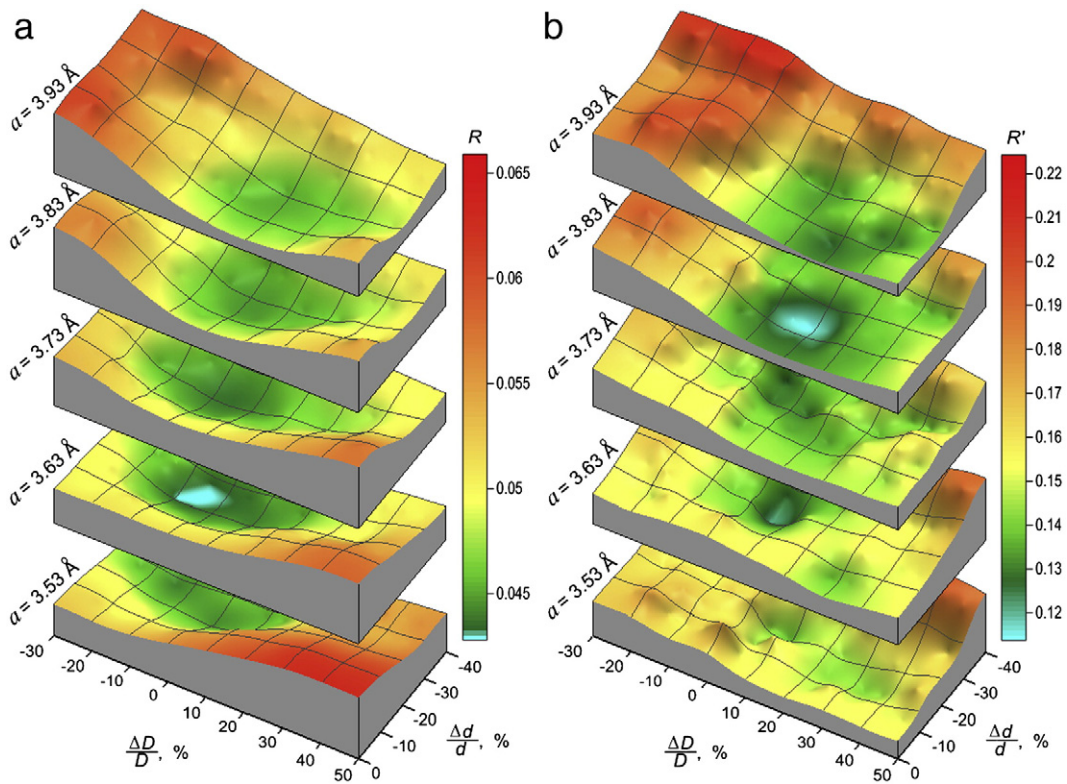 a
a = 3.93 Å
a = 3.83 Å
a = 3.73 Å
a = 3.63 Å
a = 3.53 Å
R
0.065
0.06
0.055
0.05
0.045
-30
-20
-10
0
10
20
30
40
50
ΔD/D, %
0
-10
-20
-30
-40
Δd/d, %
b
a = 3.93 Å
a = 3.83 Å
a = 3.73 Å
a = 3.63 Å
a = 3.53 Å
R'
0.22
0.21
0.2
0.19
0.18
0.17
0.16
0.15
0.14
0.13
0.12
-30
-20
-10
0
10
20
30
40
50
ΔD/D, %
0
-10
-20
-30
-40
Δd/d, %